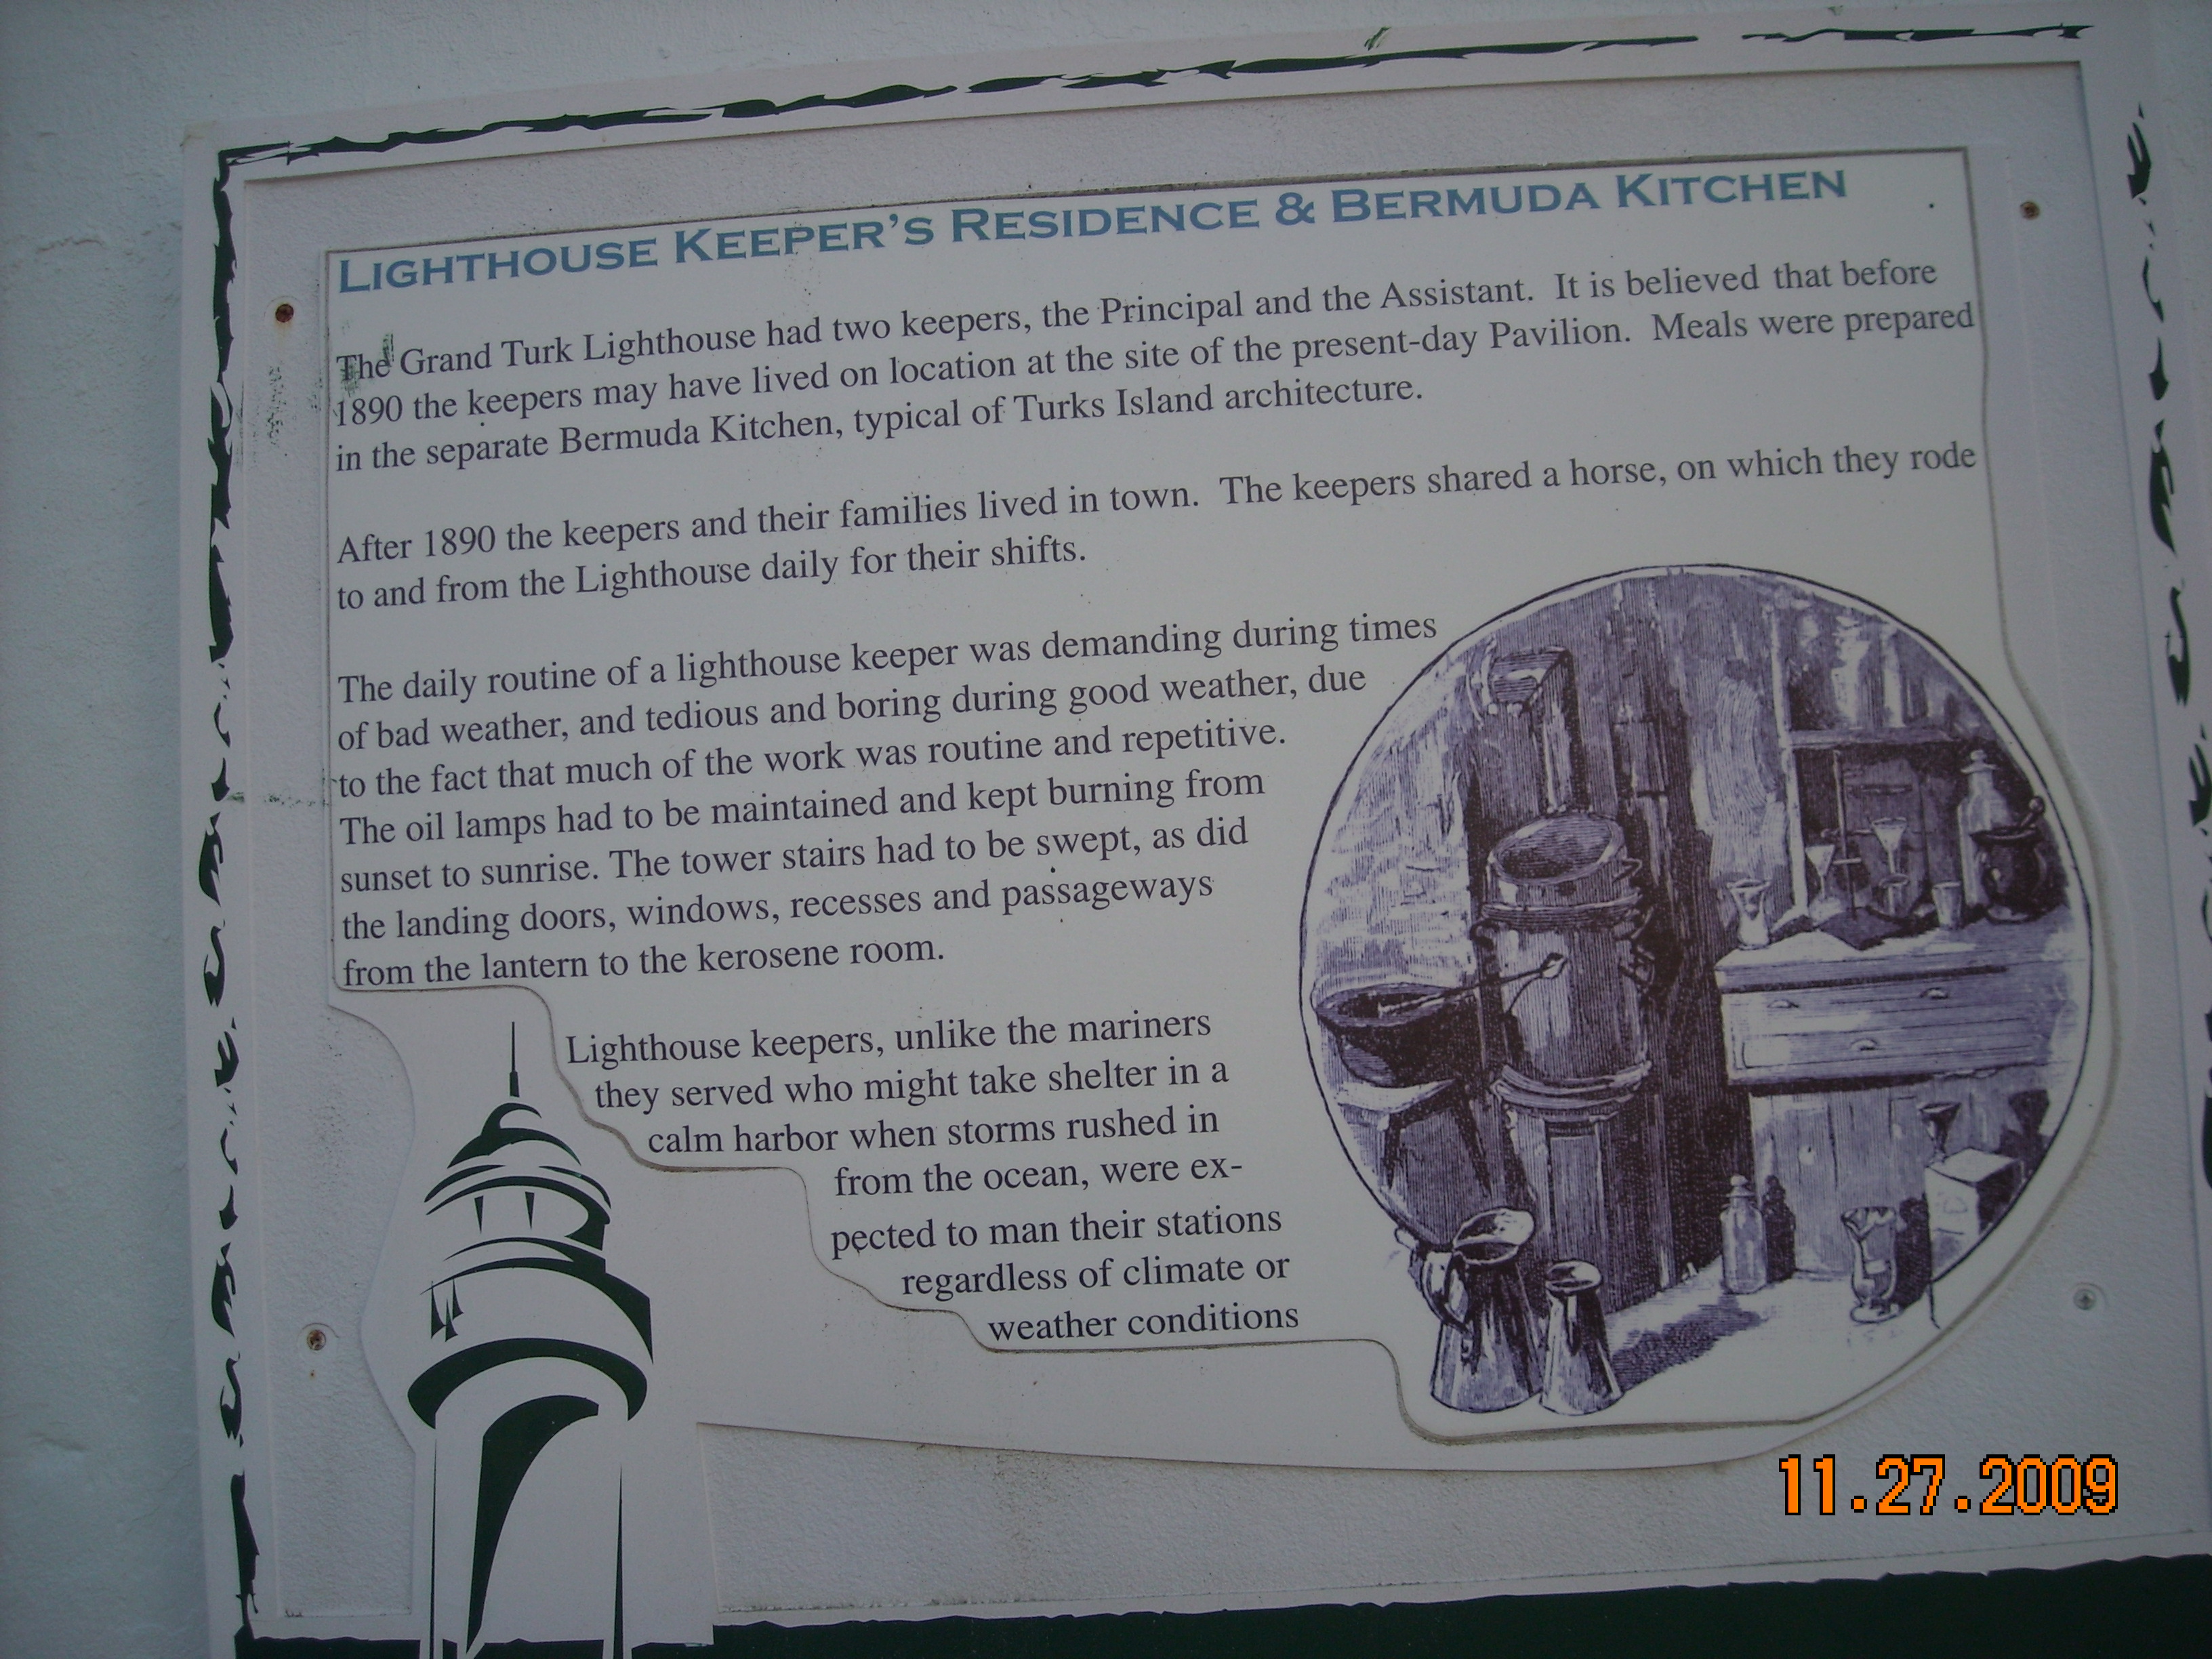 LIGHTHOUSE KEEPER'S RESIDENCE & BERMUDA KITCHEN
The Grand Turk Lighthouse had two keepers, the Principal and the Assistant. It is believed that before
1890 the keepers may have lived on location at the site of the present-day Pavilion. Meals were prepared
in the separate Bermuda Kitchen, typical of Turks Island architecture.
After 1890 the keepers and their families lived in town. The keepers shared a horse, on which they rode
to and from the Lighthouse daily for their shifts.
The daily routine of a lighthouse keeper was demanding during times
of bad weather, and tedious and boring during good weather, due
to the fact that much of the work was routine and repetitive.
The oil lamps had to be maintained and kept burning from
sunset to sunrise. The tower stairs had to be swept, as did
the landing doors, windows, recesses and passageways
from the lantern to the kerosene room.
Lighthouse keepers, unlike the mariners
they served who might take shelter in a
calm harbor when storms rushed in
from the ocean, were ex-
pected to man their stations
regardless of climate or
weather conditions
11.27.2009